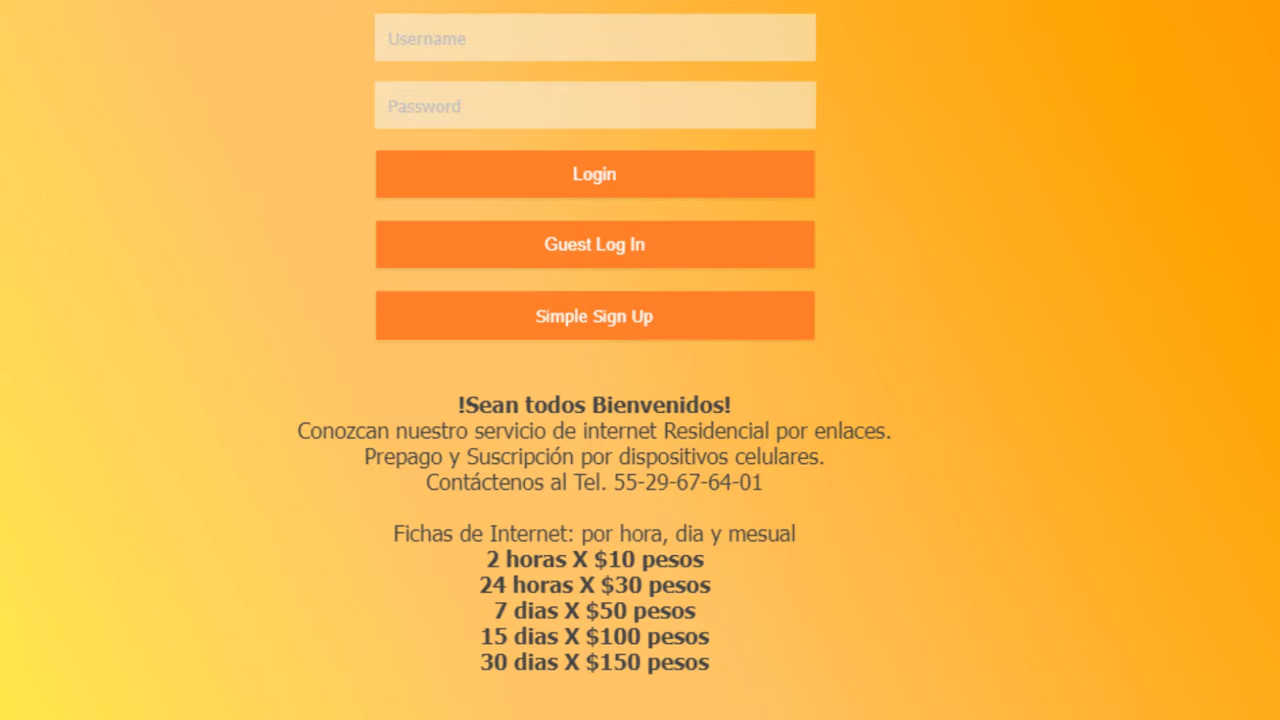 Username
Password
Login
Guest Log In
Simple Sign Up
!Sean todos Bienvenidos!
Conozcan nuestro servicio de internet Residencial por enlaces.
Prepago y Suscripción por dispositivos celulares.
Contáctenos al Tel. 55-29-67-64-01
Fichas de Internet: por hora, dia y mesual
2 horas X $10 pesos
24 horas X $30 pesos
7 dias X $50 pesos
15 dias X $100 pesos
30 dias X $150 pesos